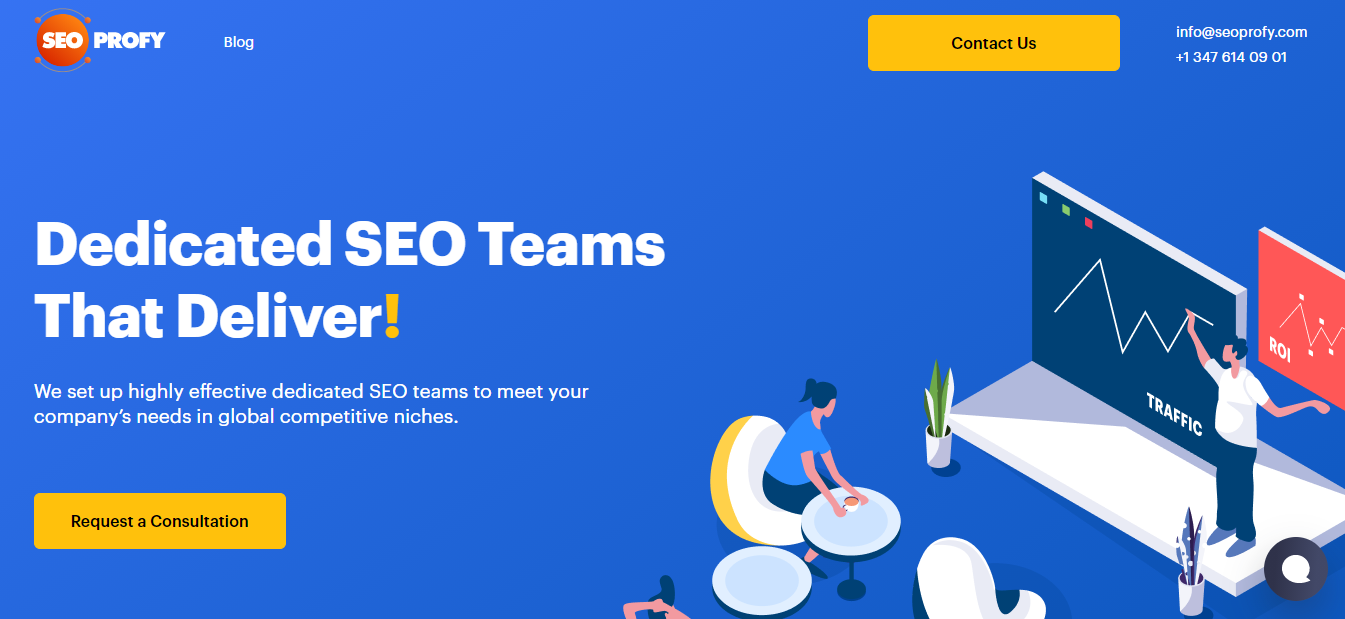 SEO PROFY
Blog
Contact Us
info@seoprofy.com
+1 347 614 09 01
Dedicated SEO Teams
That Deliver!
We set up highly effective dedicated SEO teams to meet your
company’s needs in global competitive niches.
Request a Consultation
TRAFFIC
ROI